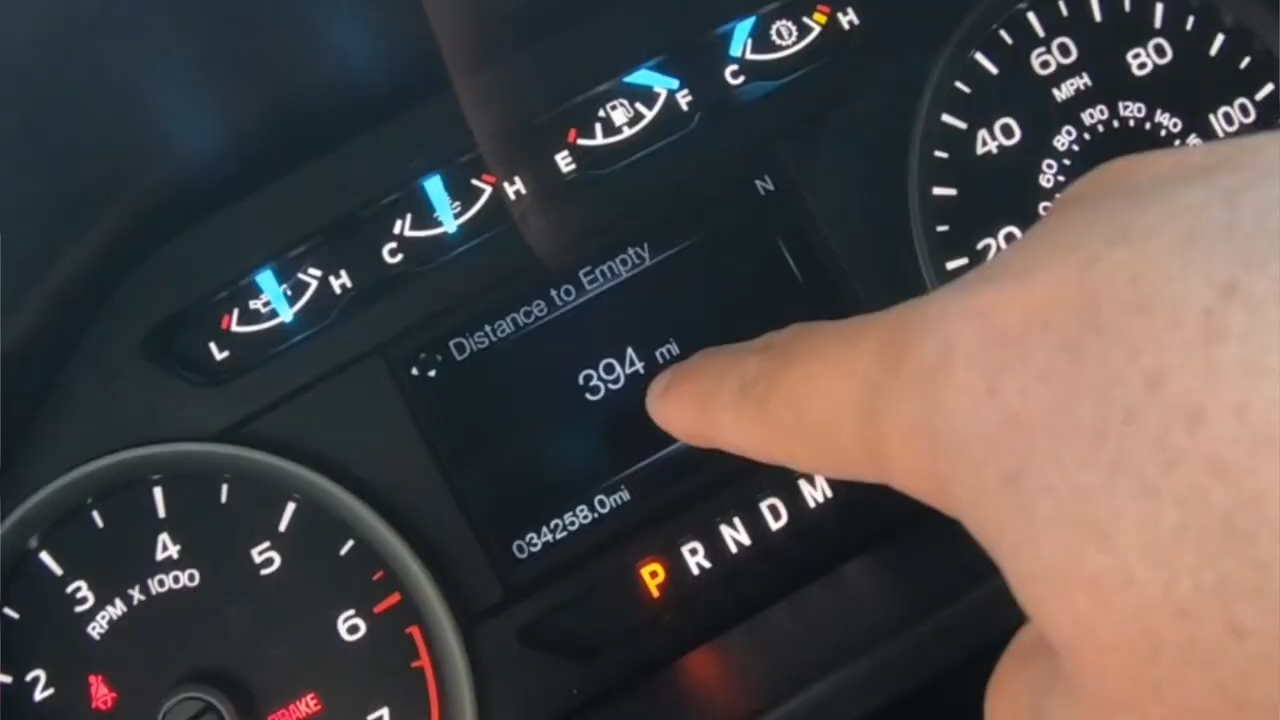 L H
C H
E F
C H
N
Distance to Empty
394 mi
034258.0mi
P R N D M
2 3 4 5 6 7
RPM X 1000
BRAKE
20 40 60 80 100
MPH
60 80 100 120 140